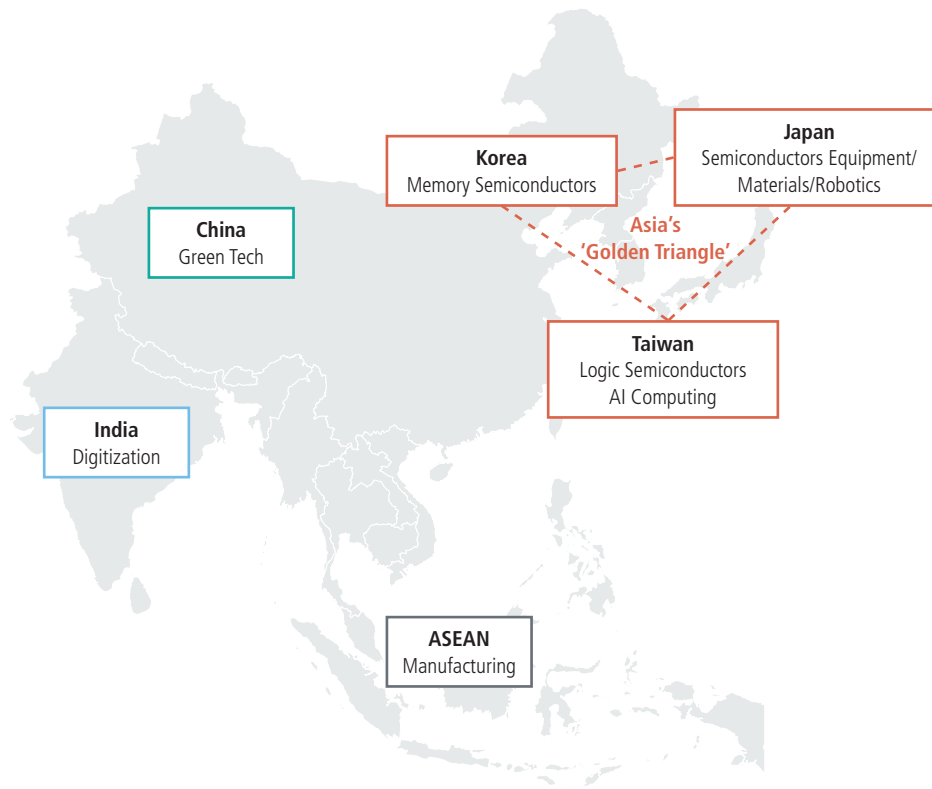 Korea
Memory Semiconductors
Japan
Semiconductors Equipment/
Materials/Robotics
China
Green Tech
Asia's
'Golden Triangle'
Taiwan
Logic Semiconductors
AI Computing
India
Digitization
ASEAN
Manufacturing